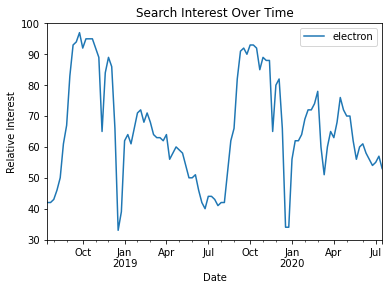 Search Interest Over Time
electron
Relative Interest
100
90
80
70
60
50
40
30
Oct Jan Apr Jul Oct Jan Apr Jul
2019 2020
Date